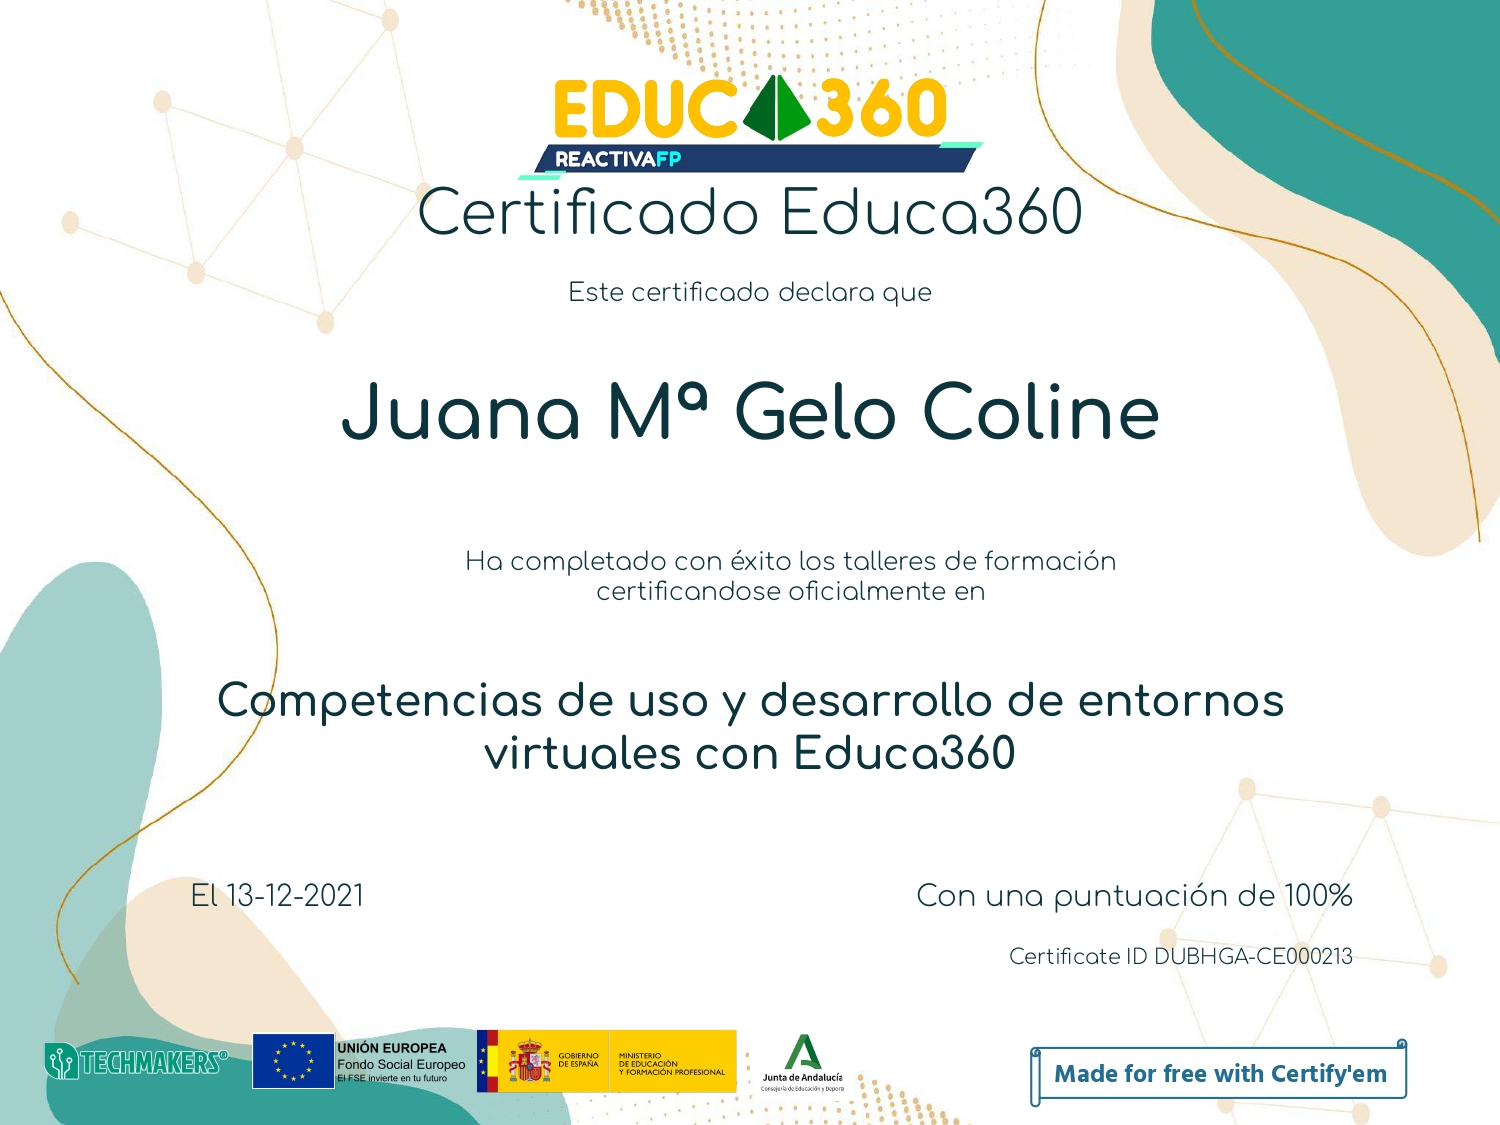 EDUCA360
REACTIVAFP
Certificado Educa360
Este certificado declara que
Juana Mª Gelo Coline
Ha completado con éxito los talleres de formación
certificandose oficialmente en
Competencias de uso y desarrollo de entornos
virtuales con Educa360
El 13-12-2021
Con una puntuación de 100%
Certificate ID DUBHGA-CE000213
TECHMAKERS®
UNIÓN EUROPEA
Fondo Social Europeo
El FSE invierte en tu futuro
GOBIERNO
DE ESPAÑA
MINISTERIO
DE EDUCACIÓN
Y FORMACIÓN PROFESIONAL
Junta de Andalucía
Consejería de Educación y Deporte
Made for free with Certify'em